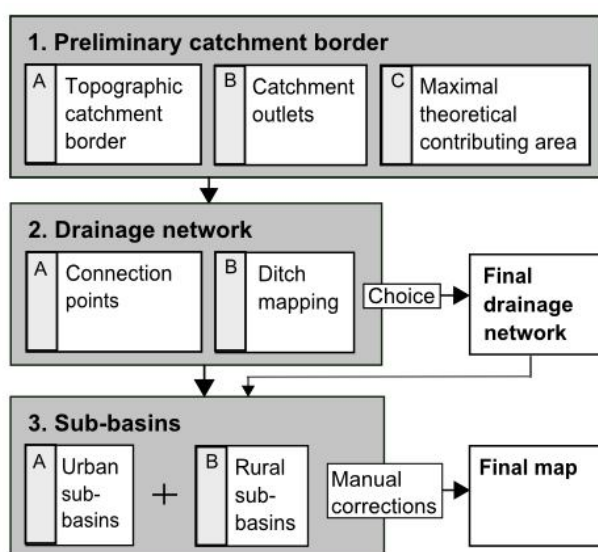 1. Preliminary catchment border
A
Topographic
catchment
border
B
Catchment
outlets
C
Maximal
theoretical
contributing area
2. Drainage network
A
Connection
points
B
Ditch
mapping
Choice
Final
drainage
network
3. Sub-basins
A
Urban
sub-
basins
+
B
Rural
sub-
basins
Manual
corrections
Final map